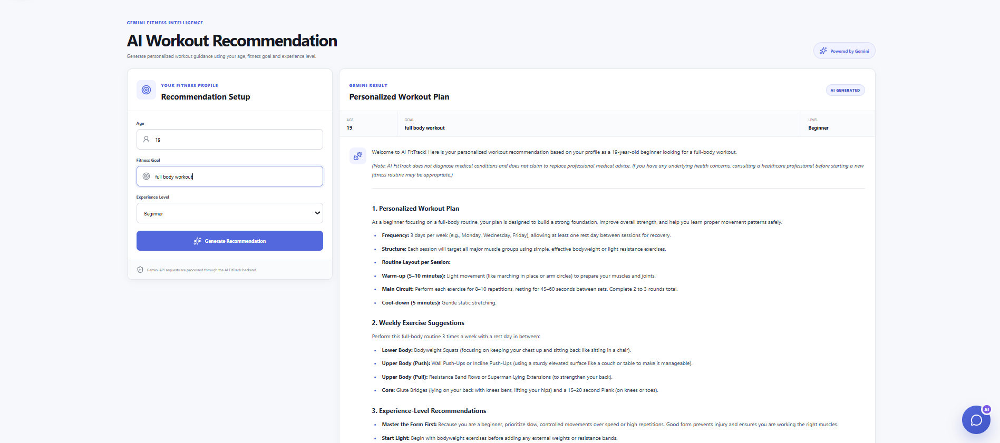 GEMINI FITNESS INTELLIGENCE
AI Workout Recommendation
Generate personalized workout guidance using your age, fitness goal and experience level.
Powered by Gemini
YOUR FITNESS PROFILE
Recommendation Setup
Age
19
Fitness Goal
full body workout
Experience Level
Beginner
Generate Recommendation
Gemini API requests are processed through the AI FitTrack backend.
GEMINI RESULT
Personalized Workout Plan
AI GENERATED
AGE
19
GOAL
full body workout
LEVEL
Beginner
Welcome to AI FitTrack! Here is your personalized workout recommendation based on your profile as a 19-year-old beginner looking for a full-body workout.
(Note: AI FitTrack does not diagnose medical conditions and does not claim to replace professional medical advice. If you have any underlying health concerns, consulting a healthcare professional before starting a new
fitness routine may be appropriate.)
1. Personalized Workout Plan
As a beginner focusing on a full-body routine, your plan is designed to build a strong foundation, improve overall strength, and help you learn proper movement patterns safely.
• Frequency: 3 days per week (e.g., Monday, Wednesday, Friday), allowing at least one rest day between sessions for recovery.
• Structure: Each session will target all major muscle groups using simple, effective bodyweight or light resistance exercises.
• Routine Layout per Session:
• Warm-up (5–10 minutes): Light movement (like marching in place or arm circles) to prepare your muscles and joints.
• Main Circuit: Perform each exercise for 8–10 repetitions, resting for 45–60 seconds between sets. Complete 2 to 3 rounds total.
• Cool-down (5 minutes): Gentle static stretching.
2. Weekly Exercise Suggestions
Perform this full-body routine 3 times a week with a rest day in between:
• Lower Body: Bodyweight Squats (focusing on keeping your chest up and sitting back like sitting in a chair).
• Upper Body (Push): Wall Push-Ups or Incline Push-Ups (using a sturdy elevated surface like a couch or table to make it manageable).
• Upper Body (Pull): Resistance Band Rows or Superman Lying Extensions (to strengthen your back).
• Core: Glute Bridges (lying on your back with knees bent, lifting your hips) and a 15–20 second Plank (on knees or toes).
3. Experience-Level Recommendations
• Master the Form First: Because you are a beginner, prioritize slow, controlled movements over speed or high repetitions. Good form prevents injury and ensures you are working the right muscles.
• Start Light: Begin with bodyweight exercises before adding any external weights or resistance bands.
AI